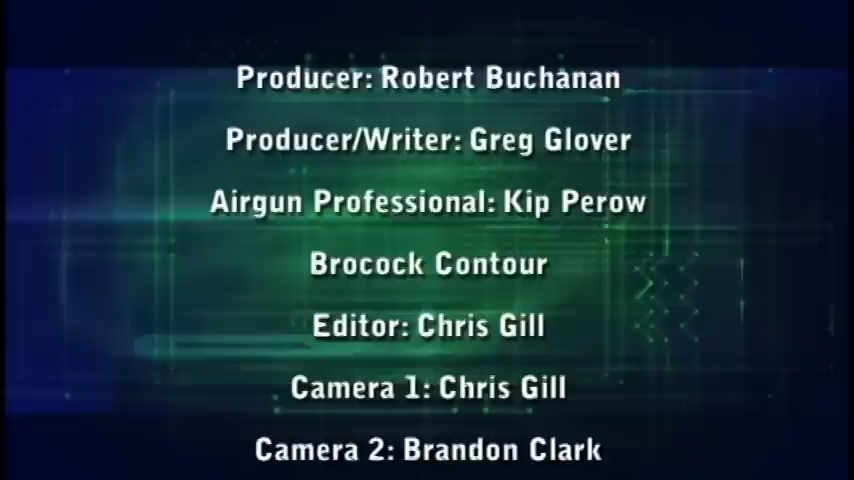 Producer: Robert Buchanan
Producer/Writer: Greg Glover
Airgun Professional: Kip Perow
Brocock Contour
Editor: Chris Gill
Camera 1: Chris Gill
Camera 2: Brandon Clark